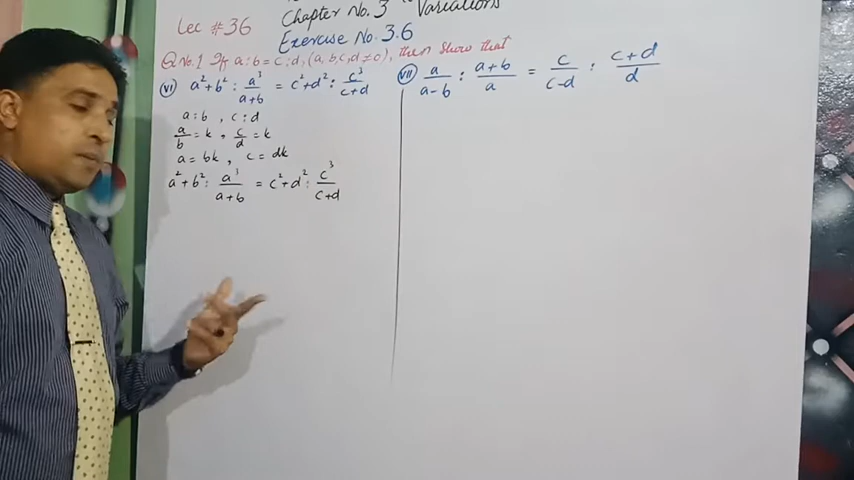 Lec #36
Chapter No. 3 "Variations"
Exercise No. 3.6
Q No.1 If a:b = c:d, (a,b,c,d ≠ 0), then show that
(VI) a²+b² : a³/(a+b) = c²+d² : c³/(c+d)
a:b , c:d
a/b = k , c/d = k
a = bk , c = dk
a²+b² : a³/(a+b) = c²+d² : c³/(c+d)
(VII) a/(a-b) : (a+b)/a = c/(c-d) : (c+d)/d